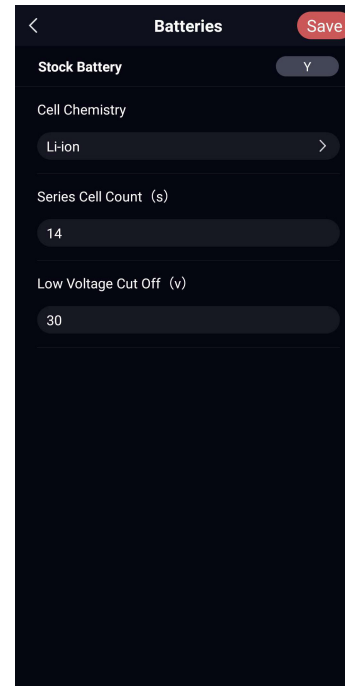 Batteries Save
Stock Battery Y
Cell Chemistry
Li-ion
Series Cell Count（s）
14
Low Voltage Cut Off（v）
30